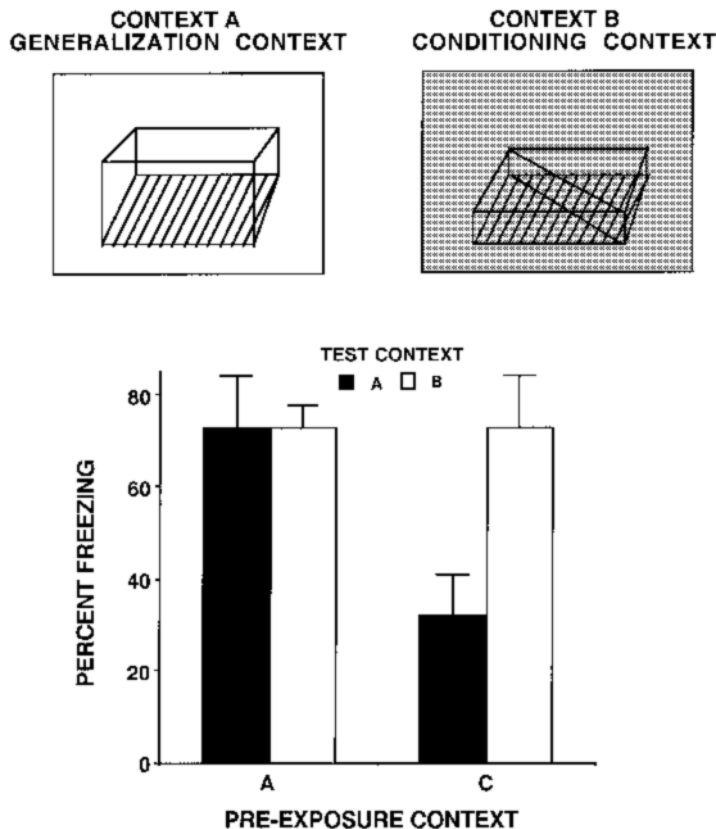 CONTEXT A
GENERALIZATION CONTEXT
CONTEXT B
CONDITIONING CONTEXT
TEST CONTEXT
A B
PERCENT FREEZING
80
60
40
20
0
A C
PRE-EXPOSURE CONTEXT